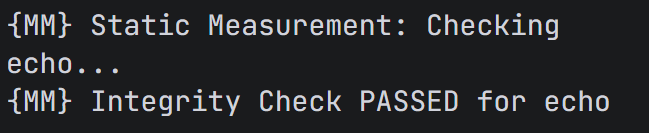 {MM} Static Measurement: Checking
echo...
{MM} Integrity Check PASSED for echo